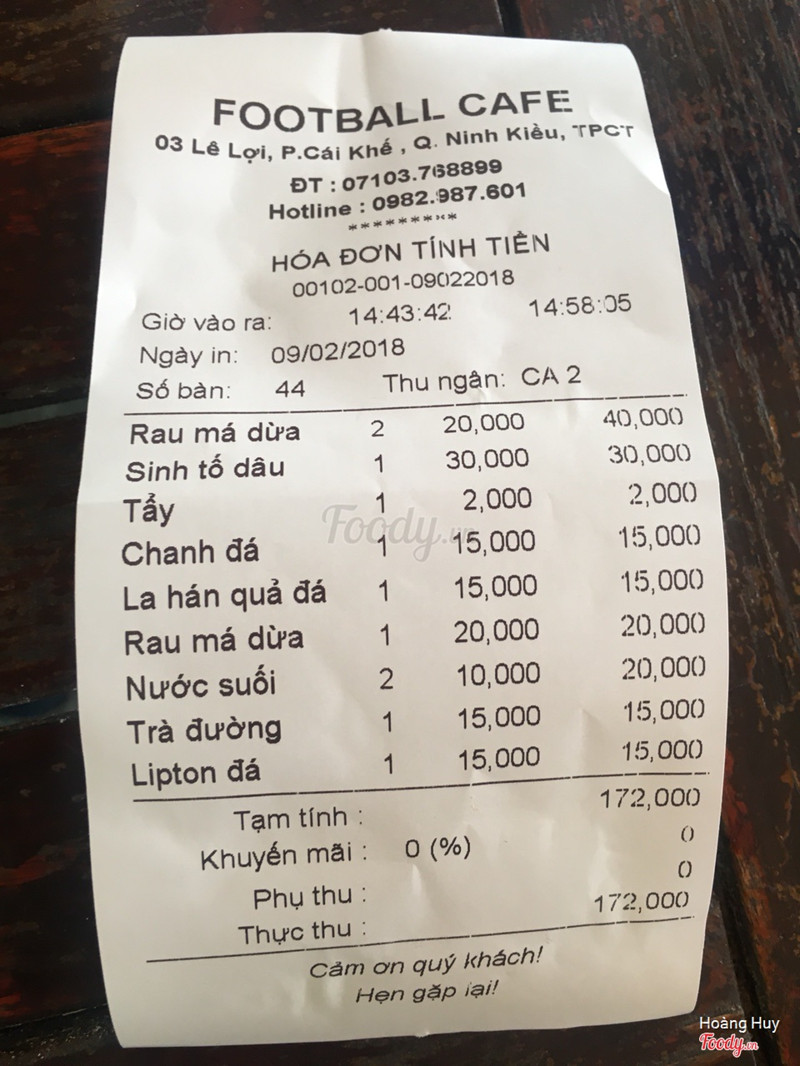 FOOTBALL CAFE
03 Lê Lợi, P.Cái Khế , Q. Ninh Kiều, TPCT
ĐT : 07103.768899
Hotline : 0982.987.601
*********
HÓA ĐƠN TÍNH TIỀN
00102-001-09022018
Giờ vào ra: 14:43:42 14:58:05
Ngày in: 09/02/2018
Số bàn: 44 Thu ngân: CA 2
Rau má dừa 2 20,000 40,000
Sinh tố dâu 1 30,000 30,000
Tẩy 1 2,000 2,000
Chanh đá 1 15,000 15,000
La hán quả đá 1 15,000 15,000
Rau má dừa 1 20,000 20,000
Nước suối 2 10,000 20,000
Trà đường 1 15,000 15,000
Lipton đá 1 15,000 15,000
Tạm tính : 172,000
Khuyến mãi : 0 (%) 0
Phụ thu : 0
Thực thu : 172,000
Cảm ơn quý khách!
Hẹn gặp lại!
Foody.vn
Hoàng Huy
Foody.vn